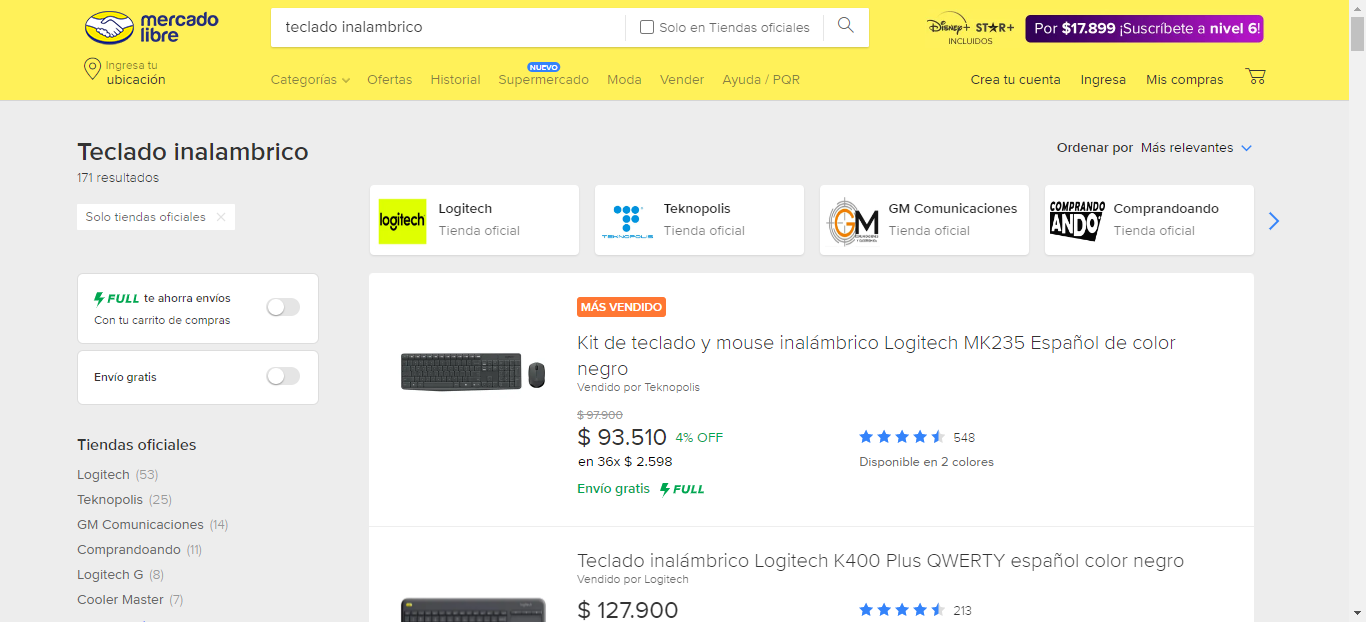 mercado
libre
teclado inalambrico
Solo en Tiendas oficiales
Disney+ STAR+
INCLUIDOS
Por $17.899 ¡Suscríbete a nivel 6!
Ingresa tu
ubicación
NUEVO
Categorías Ofertas Historial Supermercado Moda Vender Ayuda / PQR
Crea tu cuenta Ingresa Mis compras
Teclado inalambrico
171 resultados
Solo tiendas oficiales
Ordenar por Más relevantes
logitech
Logitech
Tienda oficial
TEKNOPOLIS
Teknopolis
Tienda oficial
GM
GM Comunicaciones
Tienda oficial
COMPRANDO
ANDO
Comprandoando
Tienda oficial
FULL te ahorra envíos
Con tu carrito de compras
Envío gratis
Tiendas oficiales
Logitech (53)
Teknopolis (25)
GM Comunicaciones (14)
Comprandoando (11)
Logitech G (8)
Cooler Master (7)
MÁS VENDIDO
Kit de teclado y mouse inalámbrico Logitech MK235 Español de color
negro
Vendido por Teknopolis
$ 97.900
$ 93.510 4% OFF
en 36x $ 2.598
Envío gratis FULL
548
Disponible en 2 colores
Teclado inalámbrico Logitech K400 Plus QWERTY español color negro
Vendido por Logitech
$ 127.900
213